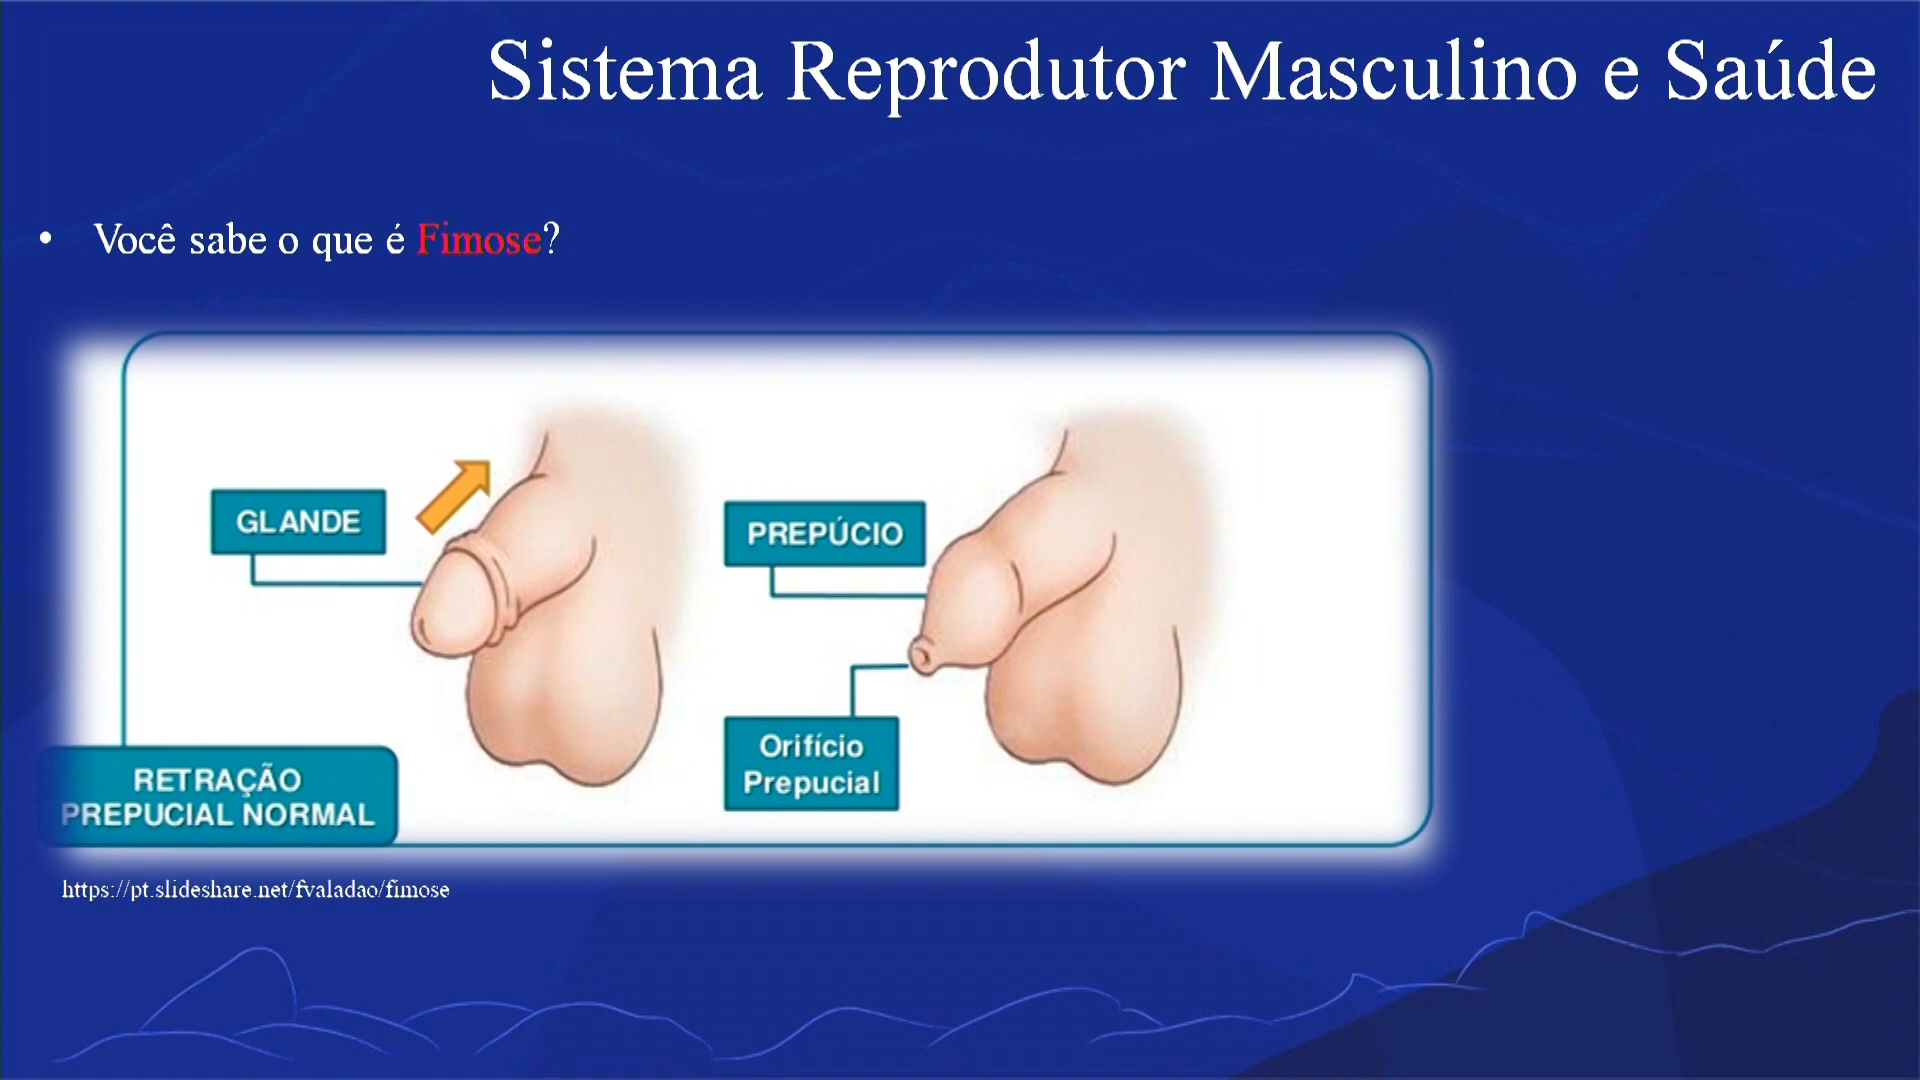 Sistema Reprodutor Masculino e Saúde
• Você sabe o que é Fimose?
GLANDE
PREPÚCIO
Orifício
Prepucial
RETRAÇÃO
PREPUCIAL NORMAL
https://pt.slideshare.net/fvaladao/fimose